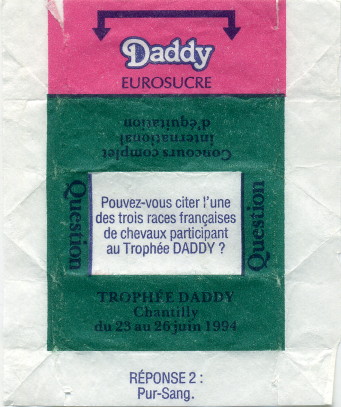 Daddy
EUROSUCRE
Concours complet
international
d'équitation
Question
Pouvez-vous citer l'une
des trois races françaises
de chevaux participant
au Trophée DADDY ?
Question
TROPHÉE DADDY
Chantilly
du 23 au 26 juin 1994
RÉPONSE 2 :
Pur-Sang.